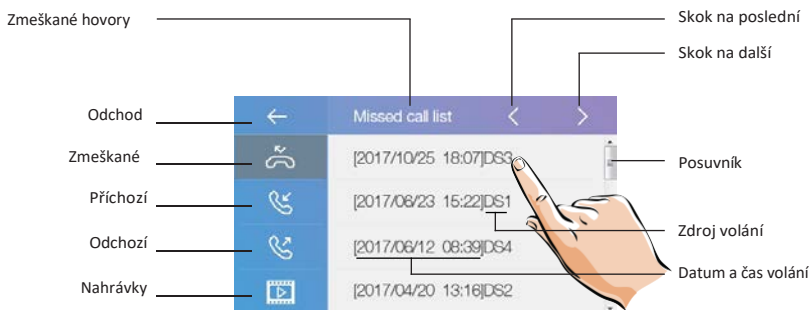 Zmeškané hovory
Skok na poslední
Skok na další
Odchod
Missed call list
Zmeškané
[2017/10/25 18:07]DS3
Posuvník
Příchozí
[2017/06/23 15:22]DS1
Zdroj volání
Odchozí
[2017/06/12 08:39]DS4
Datum a čas volání
Nahrávky
[2017/04/20 13:16]DS2